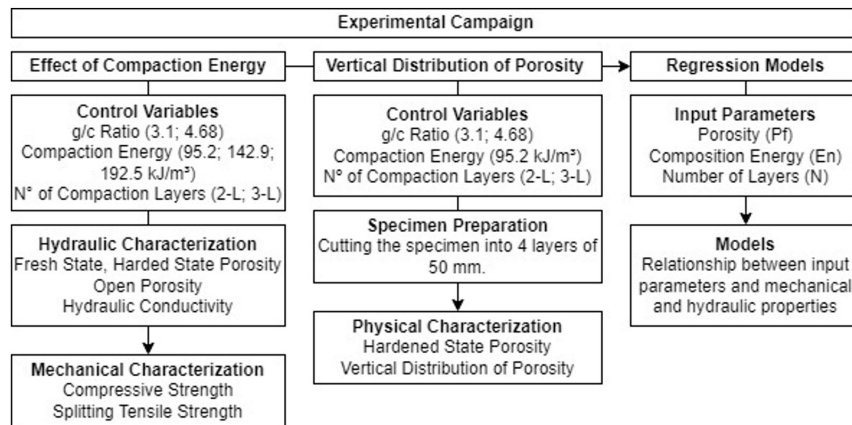 Experimental Campaign
Effect of Compaction Energy
Vertical Distribution of Porosity
Regression Models
Control Variables
g/c Ratio (3.1; 4.68)
Compaction Energy (95.2; 142.9;
192.5 kJ/m³)
N° of Compaction Layers (2-L; 3-L)
Hydraulic Characterization
Fresh State, Harded State Porosity
Open Porosity
Hydraulic Conductivity
Mechanical Characterization
Compressive Strength
Splitting Tensile Strength
Control Variables
g/c Ratio (3.1; 4.68)
Compaction Energy (95.2 kJ/m³)
N° of Compaction Layers (2-L; 3-L)
Specimen Preparation
Cutting the specimen into 4 layers of
50 mm.
Physical Characterization
Hardened State Porosity
Vertical Distribution of Porosity
Input Parameters
Porosity (Pf)
Composition Energy (En)
Number of Layers (N)
Models
Relationship between input
parameters and mechanical
and hydraulic properties